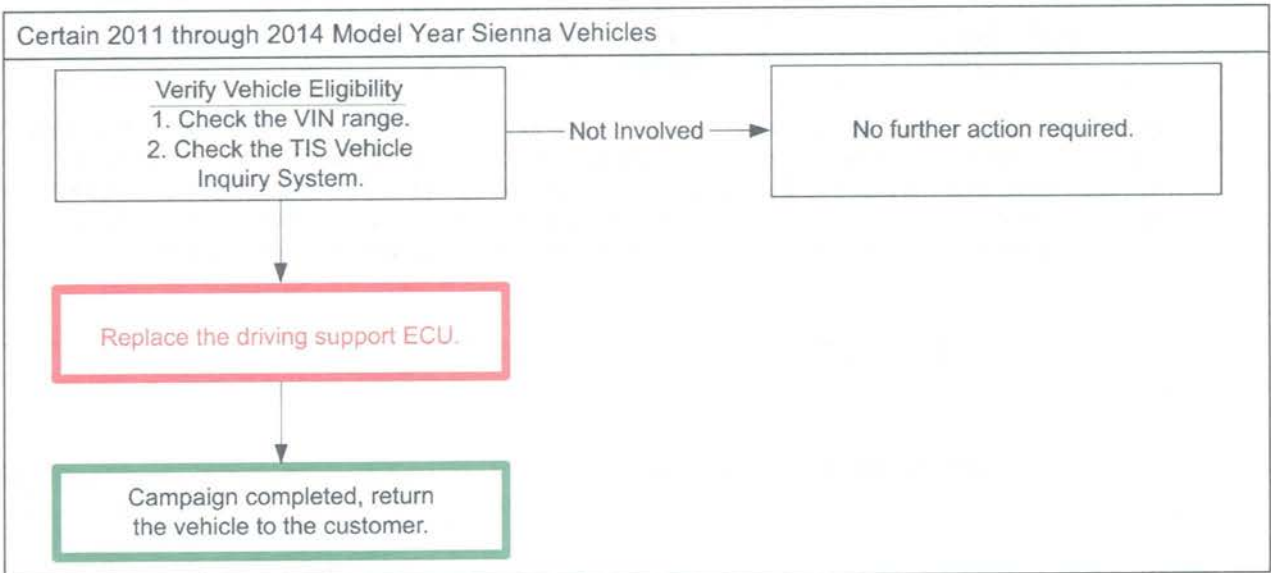 Certain 2011 through 2014 Model Year Sienna Vehicles
Verify Vehicle Eligibility
1. Check the VIN range.
2. Check the TIS Vehicle
Inquiry System.
Not Involved
No further action required.
Replace the driving support ECU.
Campaign completed, return
the vehicle to the customer.